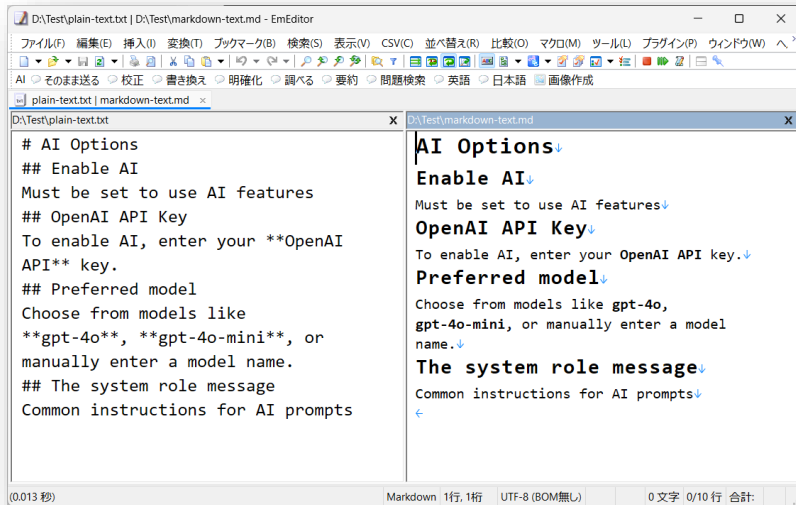 D:\Test\plain-text.txt | D:\Test\markdown-text.md - EmEditor
ファイル(F) 編集(E) 挿入(I) 変換(T) ブックマーク(B) 検索(S) 表示(V) CSV(C) 並べ替え(R) 比較(O) マクロ(M) ツール(L) プラグイン(P) ウィンドウ(W)
AI そのまま送る 校正 書き換え 明確化 調べる 要約 問題検索 英語 日本語 画像作成
plain-text.txt | markdown-text.md ×
D:\Test\plain-text.txt X
# AI Options
## Enable AI
Must be set to use AI features
## OpenAI API Key
To enable AI, enter your **OpenAI
API** key.
## Preferred model
Choose from models like
**gpt-4o**, **gpt-4o-mini**, or
manually enter a model name.
## The system role message
Common instructions for AI prompts
D:\Test\markdown-text.md X
AI Options↓
Enable AI↓
Must be set to use AI features↓
OpenAI API Key↓
To enable AI, enter your OpenAI API key.↓
Preferred model↓
Choose from models like gpt-4o,
gpt-4o-mini, or manually enter a model
name.↓
The system role message↓
Common instructions for AI prompts↓
←
(0.013 秒) Markdown 1行, 1桁 UTF-8 (BOM無し) 0 文字 0/10 行 合計: